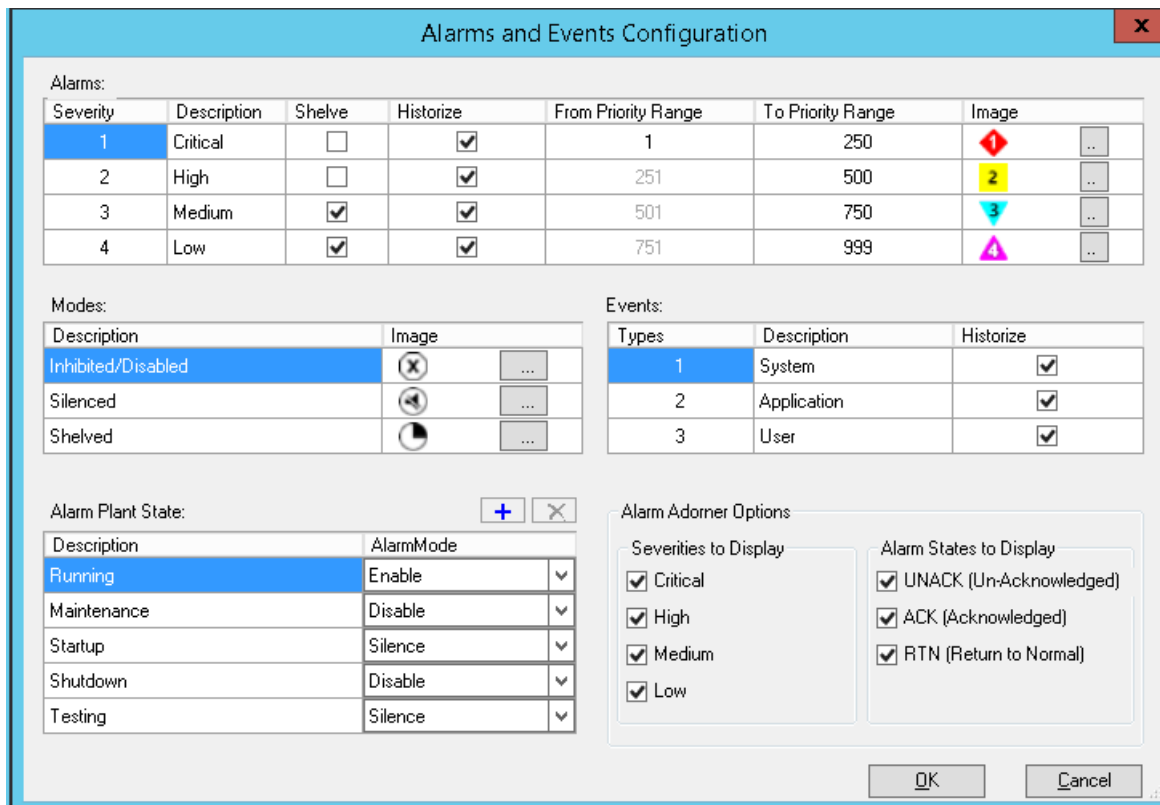 Alarms and Events Configuration
x
Alarms:
Severity Description Shelve Historize From Priority Range To Priority Range Image
1 Critical 1 250 1 ..
2 High 251 500 2 ..
3 Medium 501 750 3 ..
4 Low 751 999 4 ..
Modes:
Description Image
Inhibited/Disabled x ...
Silenced ...
Shelved ...
Events:
Types Description Historize
1 System
2 Application
3 User
Alarm Plant State:
Description AlarmMode
Running Enable
Maintenance Disable
Startup Silence
Shutdown Disable
Testing Silence
Alarm Adorner Options
Severities to Display
Critical
High
Medium
Low
Alarm States to Display
UNACK (Un-Acknowledged)
ACK (Acknowledged)
RTN (Return to Normal)
OK Cancel